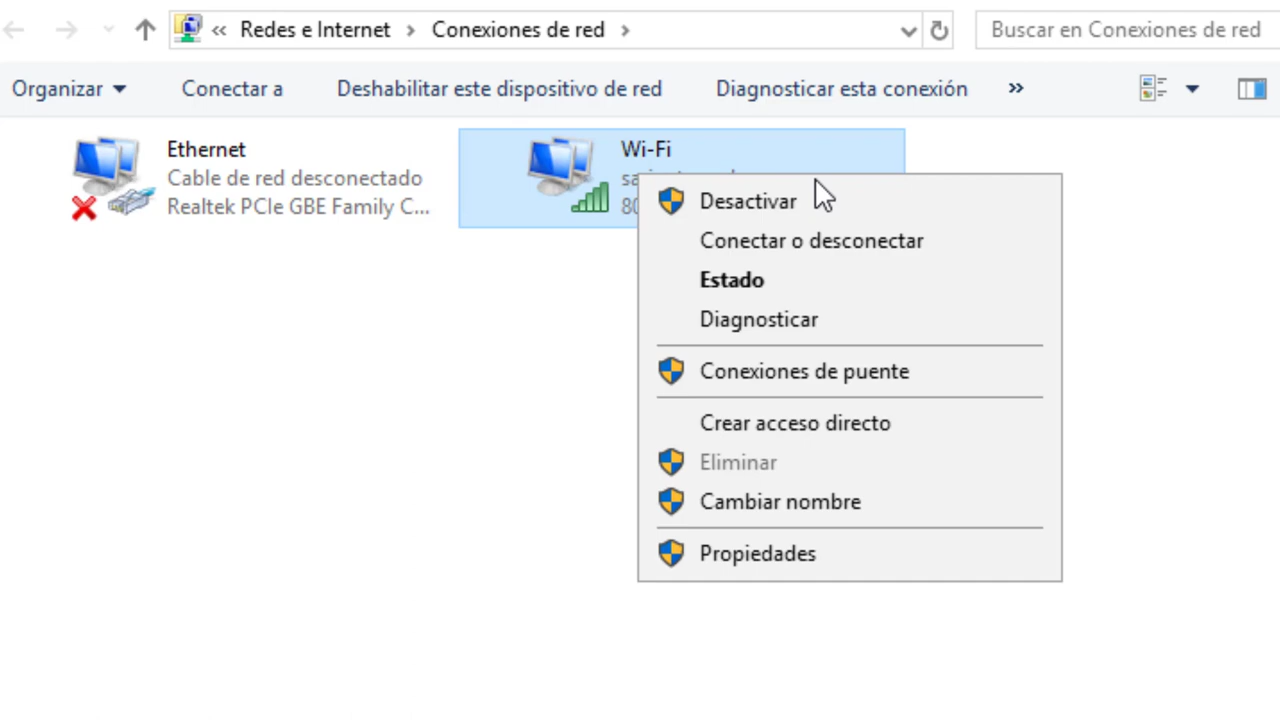 « Redes e Internet > Conexiones de red >
Buscar en Conexiones de red
Organizar
Conectar a
Deshabilitar este dispositivo de red
Diagnosticar esta conexión
»
Ethernet
Cable de red desconectado
Realtek PCIe GBE Family C...
Wi-Fi
80
Desactivar
Conectar o desconectar
Estado
Diagnosticar
Conexiones de puente
Crear acceso directo
Eliminar
Cambiar nombre
Propiedades